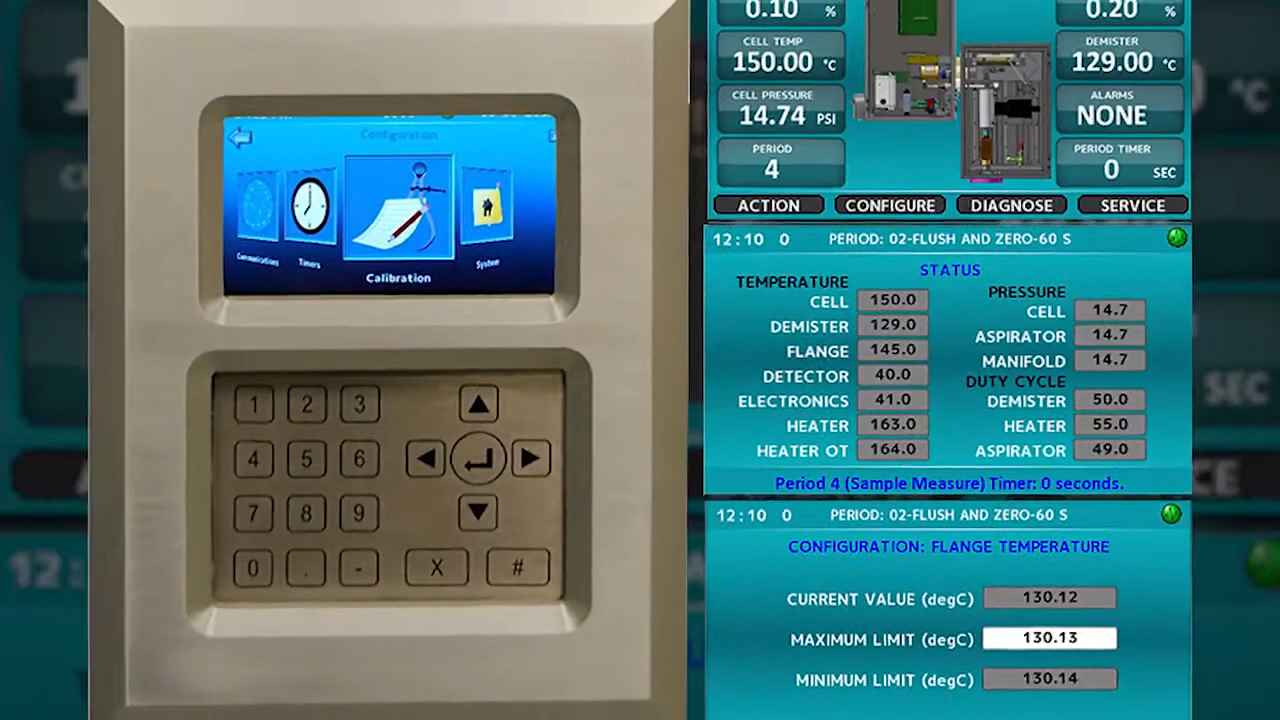 Configuration
Communications
Timers
Calibration
System
1 2 3
4 5 6
7 8 9
0 . - X #
0.10 %
0.20 %
CELL TEMP
150.00 °C
DEMISTER
129.00 °C
CELL PRESSURE
14.74 PSI
ALARMS
NONE
PERIOD
4
PERIOD TIMER
0 SEC
ACTION CONFIGURE DIAGNOSE SERVICE
12:10 0 PERIOD: 02-FLUSH AND ZERO-60 S
STATUS
TEMPERATURE
CELL 150.0
DEMISTER 129.0
FLANGE 145.0
DETECTOR 40.0
ELECTRONICS 41.0
HEATER 163.0
HEATER OT 164.0
PRESSURE
CELL 14.7
ASPIRATOR 14.7
MANIFOLD 14.7
DUTY CYCLE
DEMISTER 50.0
HEATER 55.0
ASPIRATOR 49.0
Period 4 (Sample Measure) Timer: 0 seconds.
12:10 0 PERIOD: 02-FLUSH AND ZERO-60 S
CONFIGURATION: FLANGE TEMPERATURE
CURRENT VALUE (degC) 130.12
MAXIMUM LIMIT (degC) 130.13
MINIMUM LIMIT (degC) 130.14